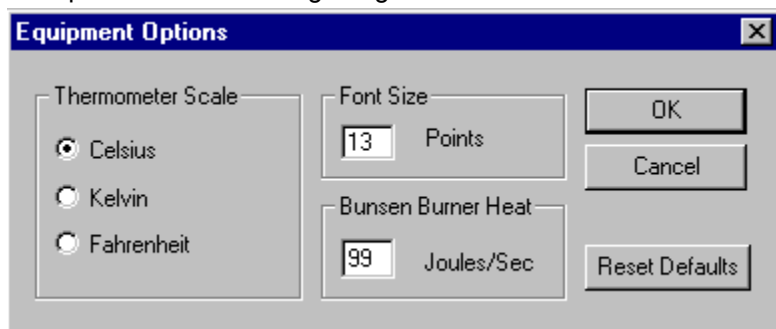 Equipment Options
Thermometer Scale
Celsius
Kelvin
Fahrenheit
Font Size
13 Points
Bunsen Burner Heat
99 Joules/Sec
OK
Cancel
Reset Defaults